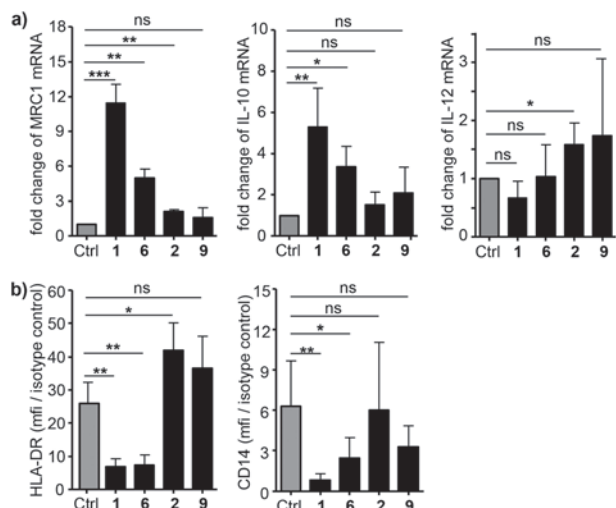 a)
fold change of MRC1 mRNA
18
15
12
9
6
3
0
ns
**
**
***
Ctrl 1 6 2 9
fold change of IL-10 mRNA
10
8
6
4
2
0
ns
ns
*
**
Ctrl 1 6 2 9
fold change of IL-12 mRNA
4
3
2
1
0
ns
*
ns
ns
Ctrl 1 6 2 9
b)
HLA-DR (mfi / isotype control)
60
50
40
30
20
10
0
ns
*
**
**
Ctrl 1 6 2 9
CD14 (mfi / isotype control)
15
12
9
6
3
0
ns
ns
*
**
Ctrl 1 6 2 9